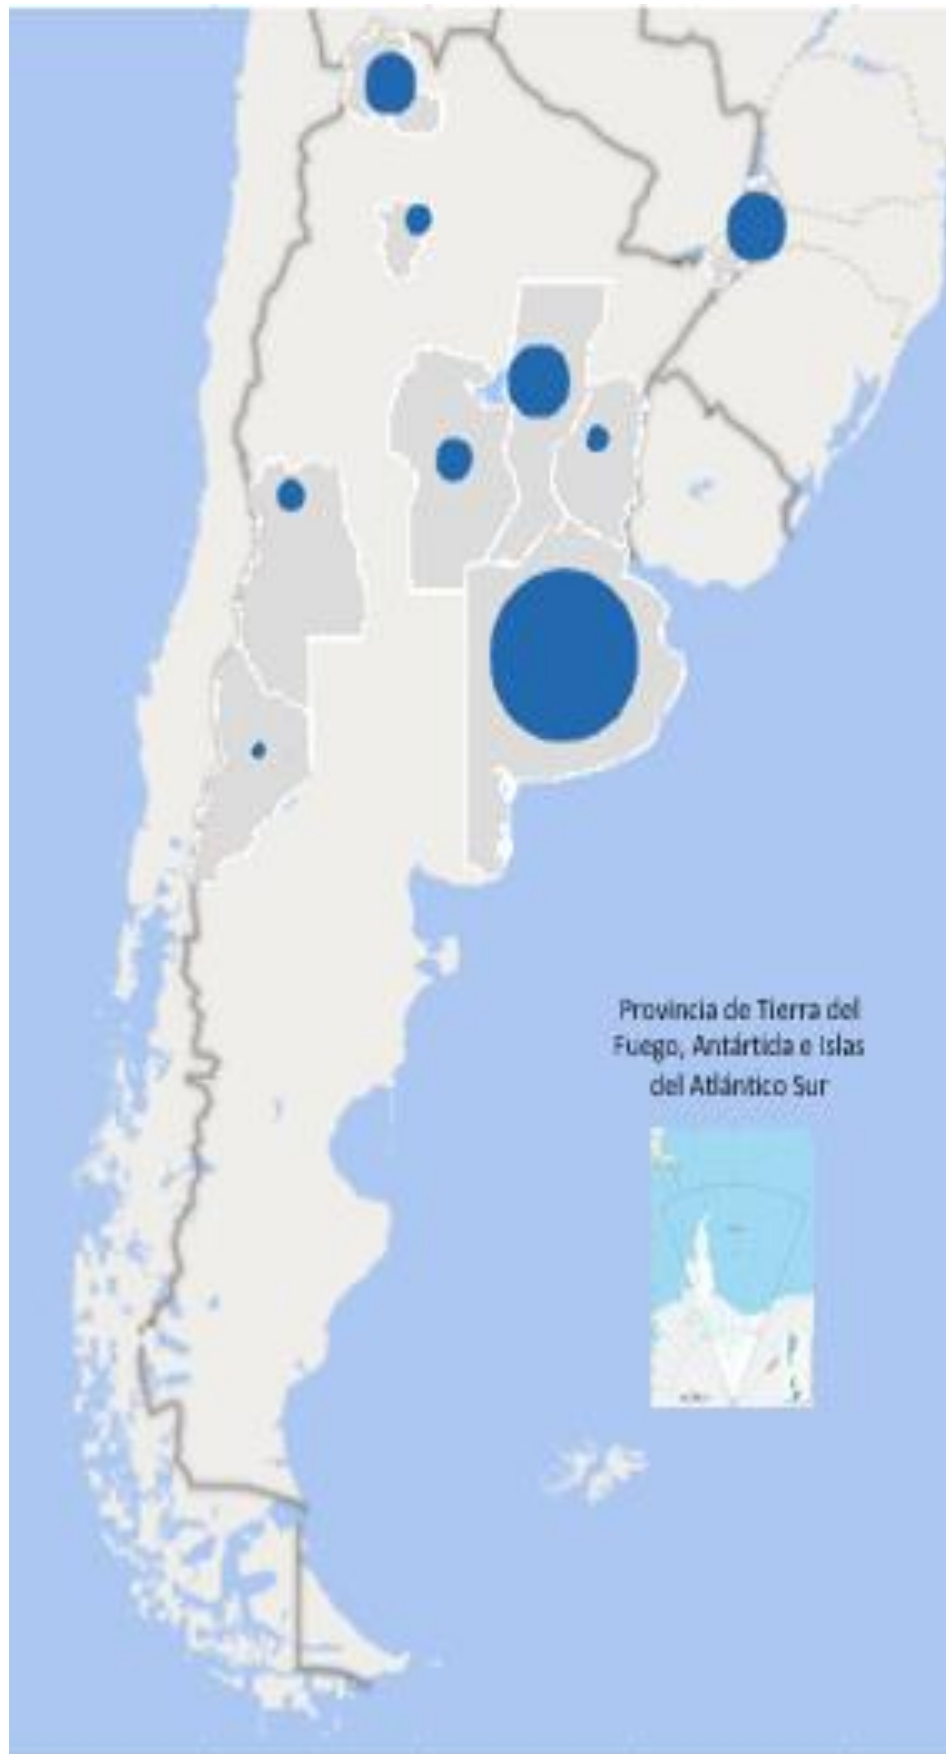 Provincia de Tierra del
Fuego, Antártida e Islas
del Atlántico Sur